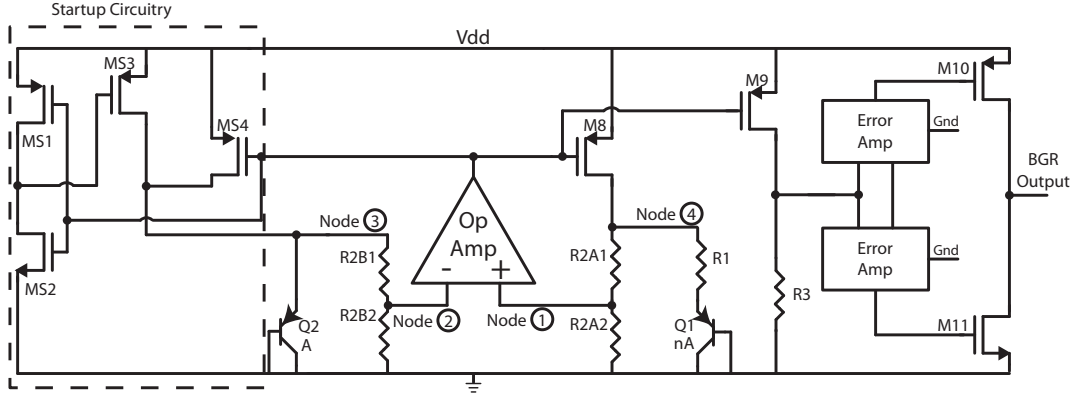 Startup Circuitry
Vdd
MS3
M9
M10
MS1
MS4
M8
Error
Amp
Gnd
BGR
Output
Node 3
Op
Amp
- +
Node 4
R2B1
R2A1
R1
Error
Amp
Gnd
MS2
R3
Q2
A
R2B2
Node 2
Node 1
R2A2
Q1
nA
M11